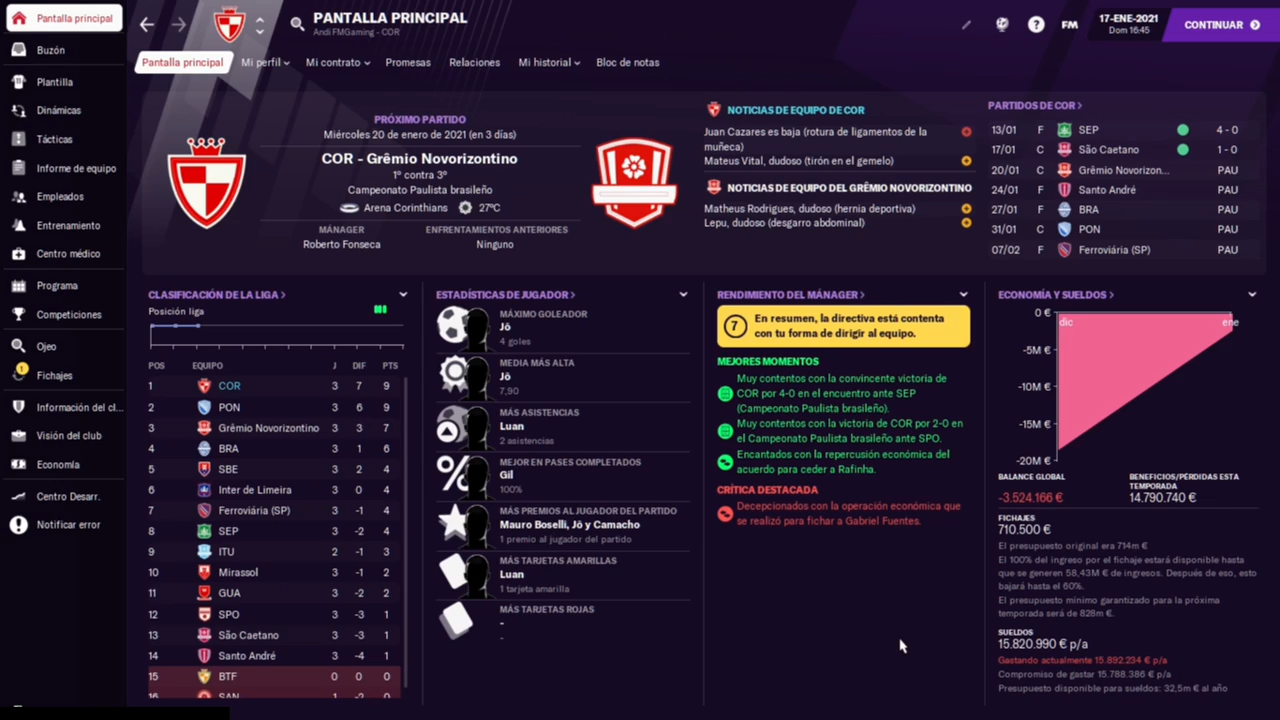 Pantalla principal
Buzón
Plantilla
Dinámicas
Tácticas
Informe de equipo
Empleados
Entrenamiento
Centro médico
Programa
Competiciones
Ojeo
Fichajes
Información del cl...
Visión del club
Economía
Centro Desarr.
Notificar error
PANTALLA PRINCIPAL
Andi FMGaming - COR
?
FM
17-ENE-2021
Dom 16:45
CONTINUAR
Pantalla principal
Mi perfil
Mi contrato
Promesas
Relaciones
Mi historial
Bloc de notas
PRÓXIMO PARTIDO
Miércoles 20 de enero de 2021 (en 3 días)
COR - Grêmio Novorizontino
1º contra 3º
Campeonato Paulista brasileño
Arena Corinthians 27ºC
MÁNAGER
Roberto Fonseca
ENFRENTAMIENTOS ANTERIORES
Ninguno
NOTICIAS DE EQUIPO DE COR
Juan Cazares es baja (rotura de ligamentos de la
muñeca)
Mateus Vital, dudoso (tirón en el gemelo)
NOTICIAS DE EQUIPO DEL GRÊMIO NOVORIZONTINO
Matheus Rodrigues, dudoso (hernia deportiva)
Lepu, dudoso (desgarro abdominal)
PARTIDOS DE COR
13/01 F SEP 4 - 0
17/01 C São Caetano 1 - 0
20/01 C Grêmio Novorizon... PAU
24/01 F Santo André PAU
27/01 F BRA PAU
31/01 C PON PAU
07/02 F Ferroviária (SP) PAU
CLASIFICACIÓN DE LA LIGA
Posición liga
POS EQUIPO J DIF PTS
1 COR 3 7 9
2 PON 3 6 9
3 Grêmio Novorizontino 3 3 7
4 BRA 3 1 6
5 SBE 3 2 4
6 Inter de Limeira 3 0 4
7 Ferroviária (SP) 3 -1 4
8 SEP 3 -2 4
9 ITU 2 -1 3
10 Mirassol 3 -1 2
11 GUA 3 -2 2
12 SPO 3 -3 1
13 São Caetano 3 -3 1
14 Santo André 3 -4 1
15 BTF 0 0 0
16 SAN 1 -2 0
ESTADÍSTICAS DE JUGADOR
MÁXIMO GOLEADOR
Jô
4 goles
MEDIA MÁS ALTA
Jô
7,90
MÁS ASISTENCIAS
Luan
2 asistencias
MEJOR EN PASES COMPLETADOS
Gil
100%
MÁS PREMIOS AL JUGADOR DEL PARTIDO
Mauro Boselli, Jô y Camacho
1 premio al jugador del partido
MÁS TARJETAS AMARILLAS
Luan
1 tarjeta amarilla
MÁS TARJETAS ROJAS
-
-
RENDIMIENTO DEL MÁNAGER
7
En resumen, la directiva está contenta
con tu forma de dirigir al equipo.
MEJORES MOMENTOS
Muy contentos con la convincente victoria de
COR por 4-0 en el encuentro ante SEP
(Campeonato Paulista brasileño).
Muy contentos con la victoria de COR por 2-0 en
el Campeonato Paulista brasileño ante SPO.
Encantados con la repercusión económica del
acuerdo para ceder a Rafinha.
CRÍTICA DESTACADA
Decepcionados con la operación económica que
se realizó para fichar a Gabriel Fuentes.
ECONOMÍA Y SUELDOS
0 €
dic
ene
-5M €
-10M €
-15M €
-20M €
BALANCE GLOBAL
-3.524.166 €
BENEFICIOS/PÉRDIDAS ESTA
TEMPORADA
14.790.740 €
FICHAJES
710.500 €
El presupuesto original era 714m €
El 100% del ingreso por el fichaje estará disponible hasta
que se generen 58,43M € de ingresos. Después de eso, esto
bajará hasta el 60%.
El presupuesto mínimo garantizado para la próxima
temporada será de 828m €.
SUELDOS
15.820.990 € p/a
Gastando actualmente 15.892.234 € p/a
Compromiso de gastar 15.788.386 € p/a
Presupuesto disponible para sueldos: 32,5m € al año